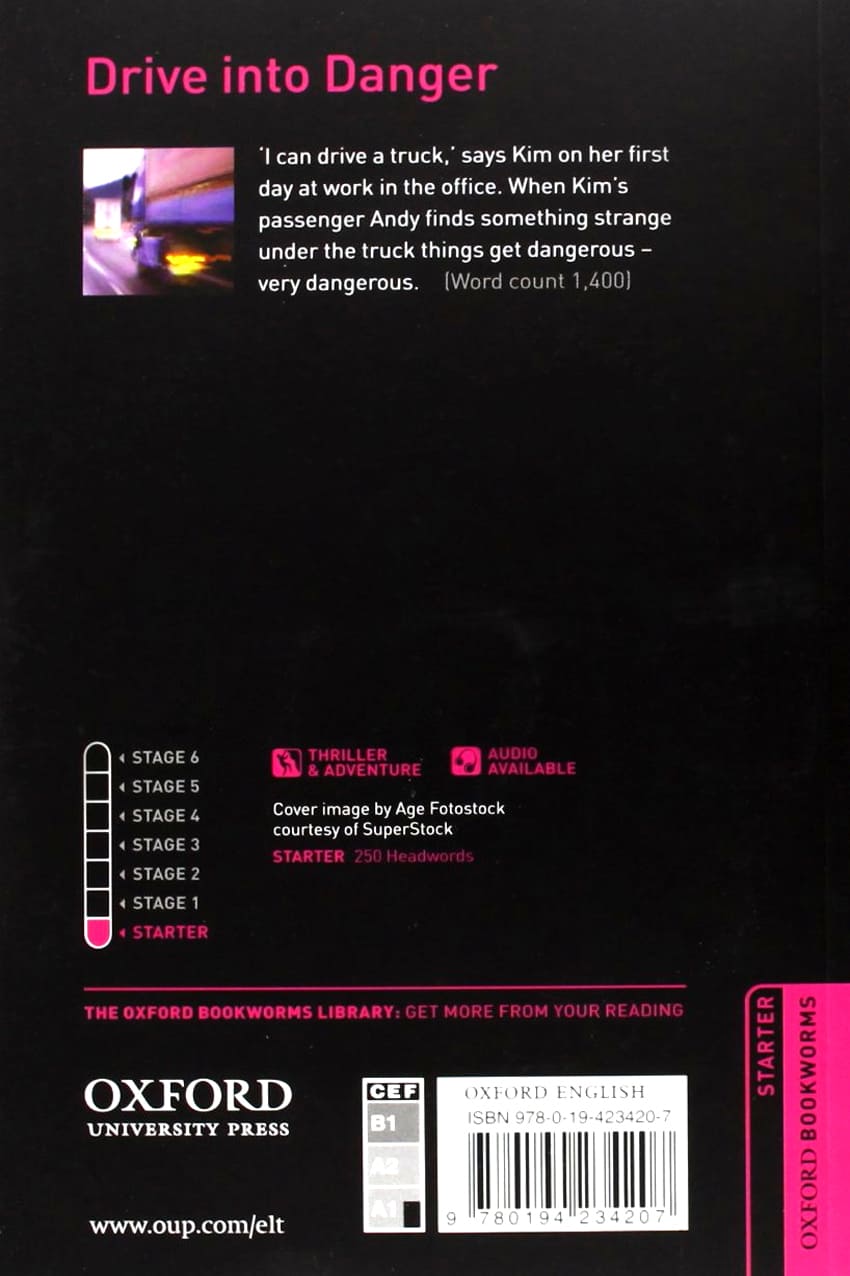 Drive into Danger
‘I can drive a truck,’ says Kim on her first
day at work in the office. When Kim’s
passenger Andy finds something strange
under the truck things get dangerous –
very dangerous. (Word count 1,400)
STAGE 6
STAGE 5
STAGE 4
STAGE 3
STAGE 2
STAGE 1
STARTER
THRILLER
& ADVENTURE
AUDIO
AVAILABLE
Cover image by Age Fotostock
courtesy of SuperStock
STARTER 250 Headwords
THE OXFORD BOOKWORMS LIBRARY: GET MORE FROM YOUR READING
OXFORD
UNIVERSITY PRESS
www.oup.com/elt
CEF
B1
A2
A1
OXFORD ENGLISH
ISBN 978-0-19-423420-7
9 780194 234207
STARTER
OXFORD BOOKWORMS